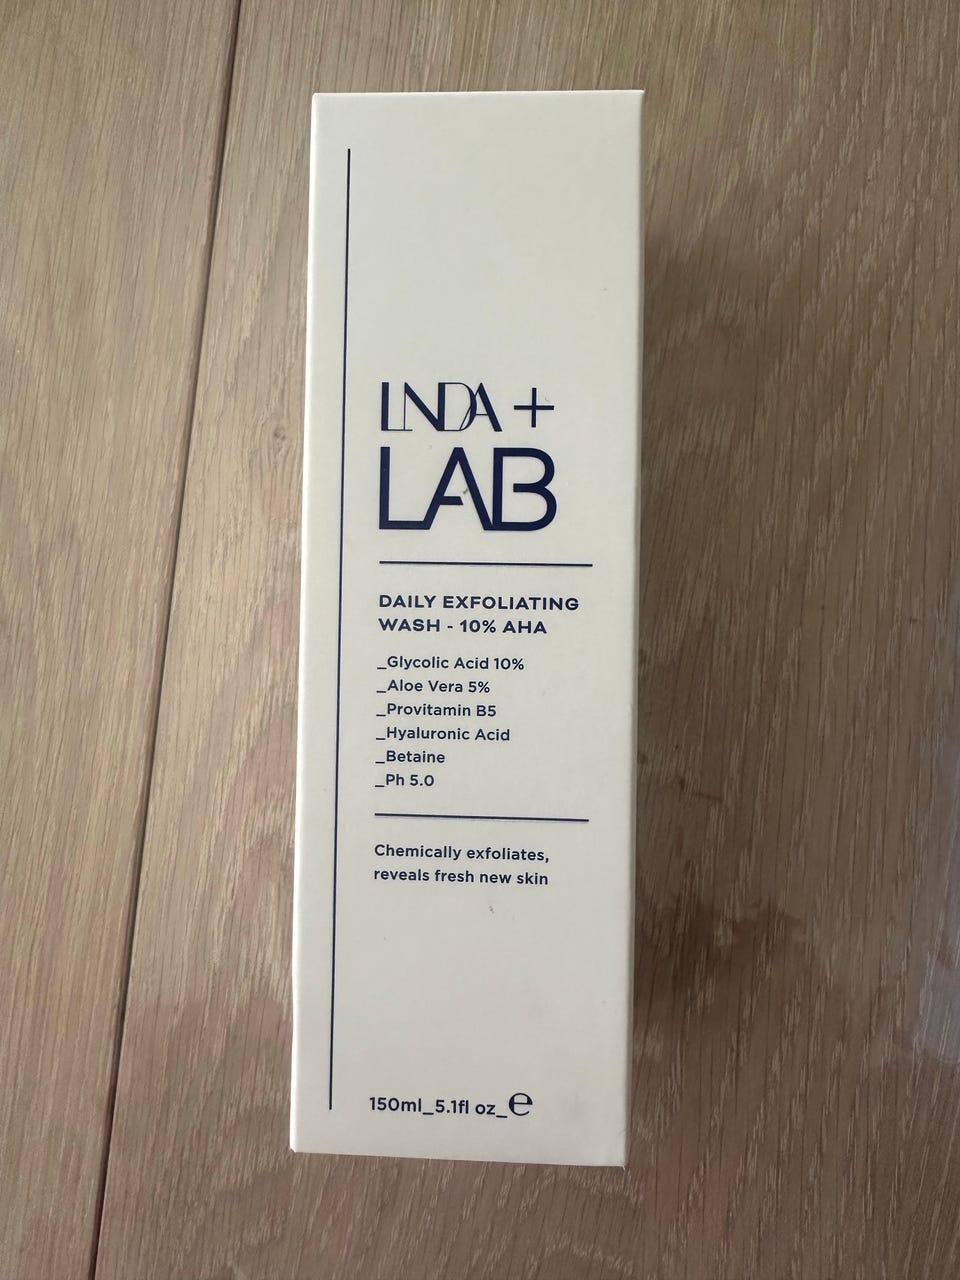 LINDA +
LAB
DAILY EXFOLIATING
WASH - 10% AHA
_Glycolic Acid 10%
_Aloe Vera 5%
_Provitamin B5
_Hyaluronic Acid
_Betaine
_Ph 5.0
Chemically exfoliates,
reveals fresh new skin
150ml_5.1fl oz_℮